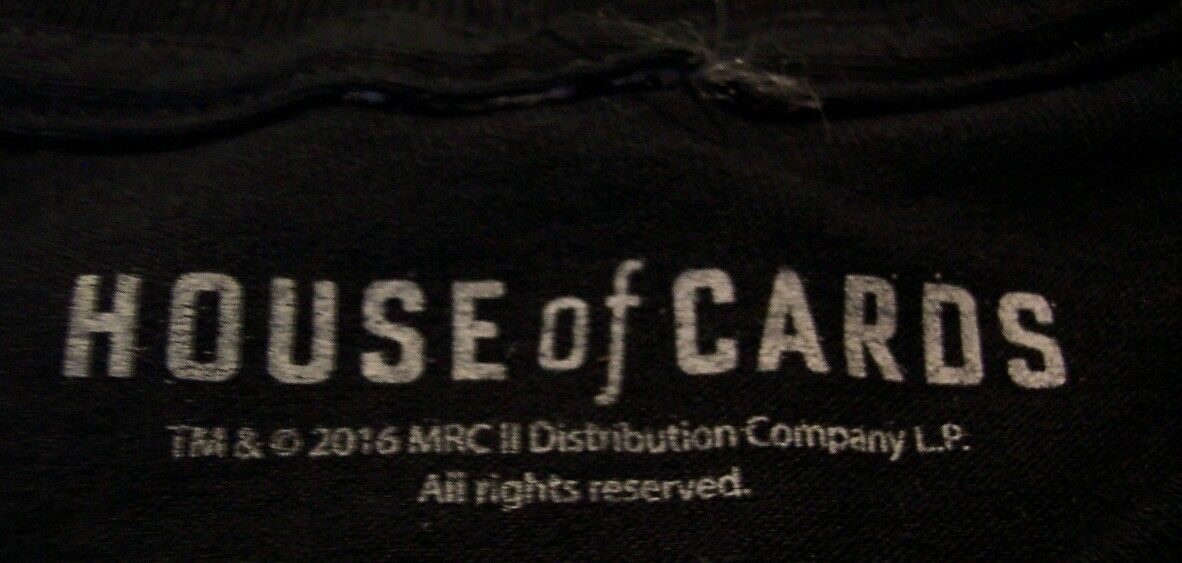 HOUSE of CARDS
TM & © 2016 MRC II Distribution Company L.P.
All rights reserved.